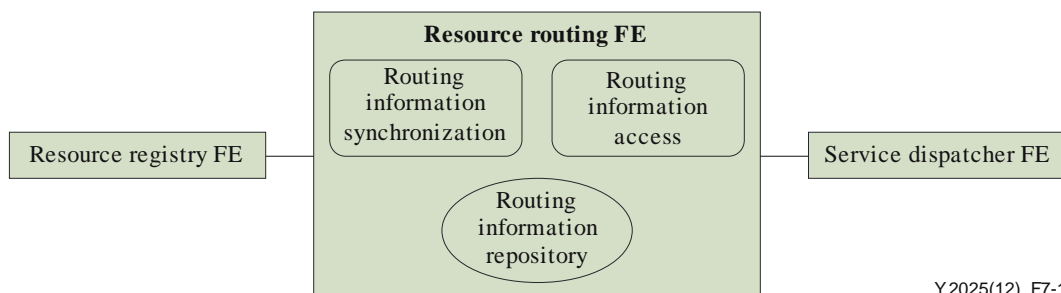 Resource routing FE
Routing
information
synchronization
Routing
information
access
Resource registry FE
Service dispatcher FE
Routing
information
repository